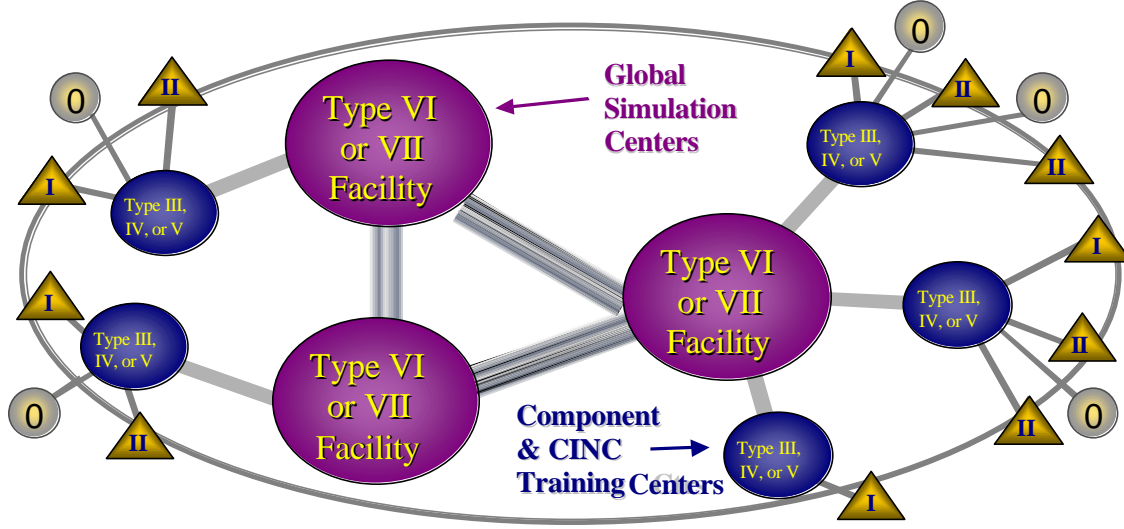 0
II
I
Type III,
IV, or V
Type VI
or VII
Facility
Global
Simulation
Centers
I
0
II
0
II
Type III,
IV, or V
I
Type III,
IV, or V
0
II
Type VI
or VII
Facility
Type VI
or VII
Facility
I
Type III,
IV, or V
II
II
0
Component
& CINC
Training Centers
Type III,
IV, or V
I